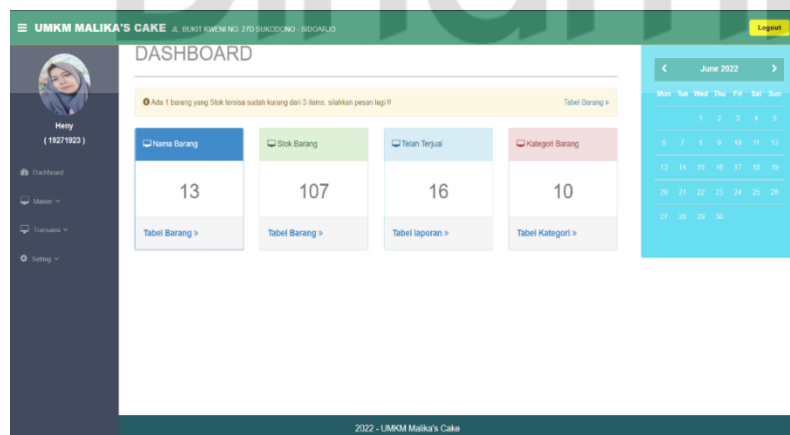 UMKM MALIKA'S CAKE JL. BUKIT KWENI NO. 27D SUKODONO - SIDOARJO
Logout
Heny
( 19271923 )
Dashboard
Master
Transaksi
Setting
DASHBOARD
Ada 1 barang yang Stok tersisa sudah kurang dari 3 items. silahkan pesan lagi !!
Tabel Barang »
Nama Barang
13
Tabel Barang »
Stok Barang
107
Tabel Barang »
Telah Terjual
16
Tabel laporan »
Kategori Barang
10
Tabel Kategori »
June 2022
Mon Tue Wed Thu Fri Sat Sun
1 2 3 4 5
6 7 8 9 10 11 12
13 14 15 16 17 18 19
20 21 22 23 24 25 26
27 28 29 30
2022 - UMKM Malika's Cake